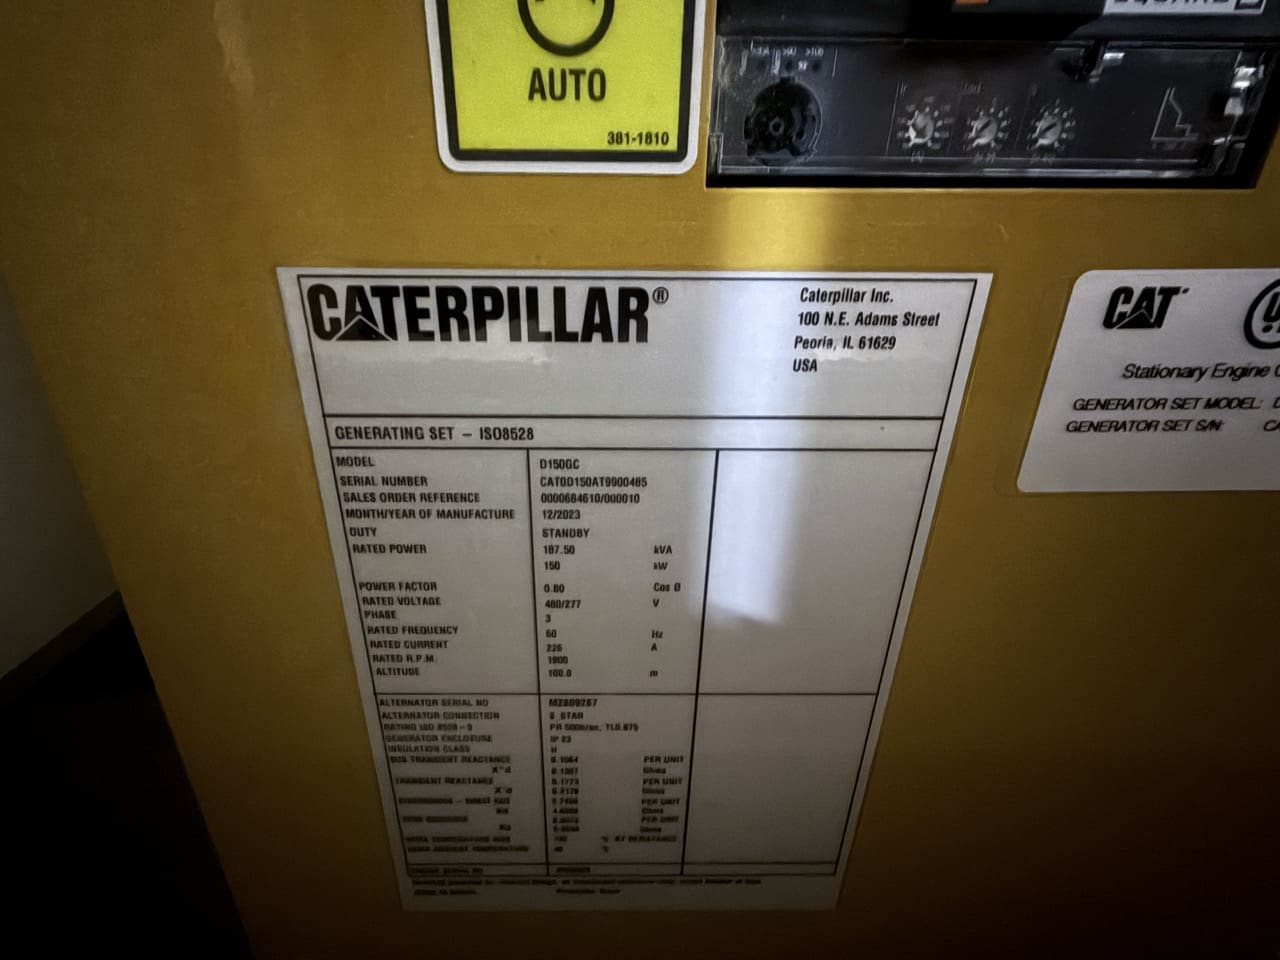 AUTO
381-1810
CATERPILLAR®
Caterpillar Inc.
100 N.E. Adams Street
Peoria, IL 61629
USA
CAT
Stationary Engine
GENERATOR SET MODEL:
GENERATOR SET S/N:
GENERATING SET – ISO8528
MODEL D150GC
SERIAL NUMBER CAT0D150AT9900485
SALES ORDER REFERENCE 0000684610/000010
MONTH/YEAR OF MANUFACTURE 12/2023
DUTY STANDBY
RATED POWER 187.50 kVA
150 kW
POWER FACTOR 0.80 Cos Ø
RATED VOLTAGE 480/277 V
PHASE 3
RATED FREQUENCY 60 Hz
RATED CURRENT 226 A
RATED R.P.M. 1800
ALTITUDE 100.0 m
ALTERNATOR SERIAL NO
ALTERNATOR CONNECTION S_STAR
GENERATOR ENCLOSURE IP 23
INSULATION CLASS H
SUB TRANSIENT REACTANCE PER UNIT
X"d Ohms
TRANSIENT REACTANCE PER UNIT
X'd Ohms
PER UNIT
Xd Ohms
PER UNIT
Xq Ohms